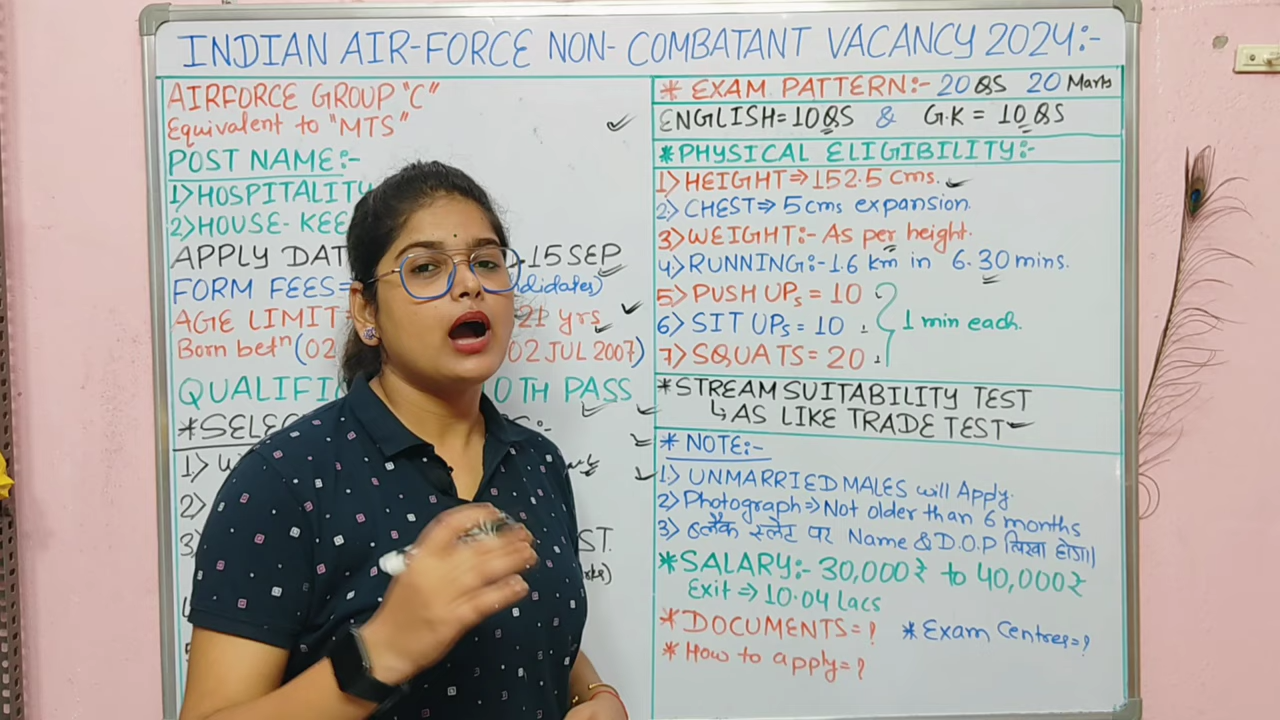 INDIAN AIR-FORCE NON-COMBATANT VACANCY 2024:-
AIRFORCE GROUP "C"
Equivalent to "MTS"
POST NAME:-
1) HOSPITALITY
2) HOUSE-KEE
APPLY DAT 15 SEP
FORM FEES=
AGE LIMIT= 21 yrs
Born betⁿ (02 02 JUL 2007)
QUALIFIC 0TH PASS
*SELEC :-
1)
2)
3) ST.
* EXAM PATTERN:- 20 QS 20 Marks
ENGLISH=10QS & G.K = 10 QS
*PHYSICAL ELIGIBILITY:-
1) HEIGHT⇒152.5 cms.
2) CHEST⇒ 5cms expansion.
3) WEIGHT:- As per height.
4) RUNNING:-1.6 km in 6.30 mins.
5) PUSH UPs = 10
6) SIT UPs = 10
1 min each.
7) SQUATS = 20
*STREAM SUITABILITY TEST
↳AS LIKE TRADE TEST
* NOTE:-
1) UNMARRIED MALES will Apply.
2) Photograph⇒Not older than 6 months
3) ब्लैक स्लेट पर Name & D.O.P लिखा होगा।
*SALARY:- 30,000₹ to 40,000₹
Exit ⇒ 10.04 lacs
*DOCUMENTS=? *Exam Centres=?
* How to apply=?